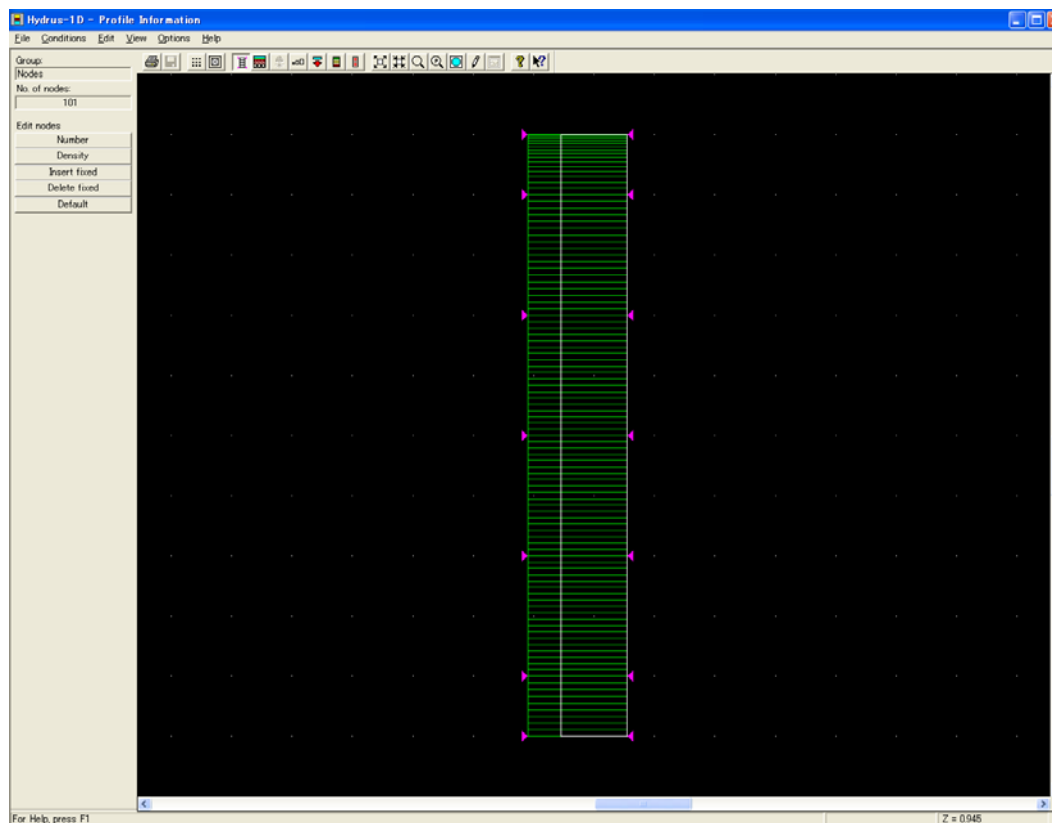 Hydrus-1D - Profile Information
File Conditions Edit View Options Help
Group:
Nodes
No. of nodes:
101
Edit nodes
Number
Density
Insert fixed
Delete fixed
Default
For Help, press F1
Z = 0.945